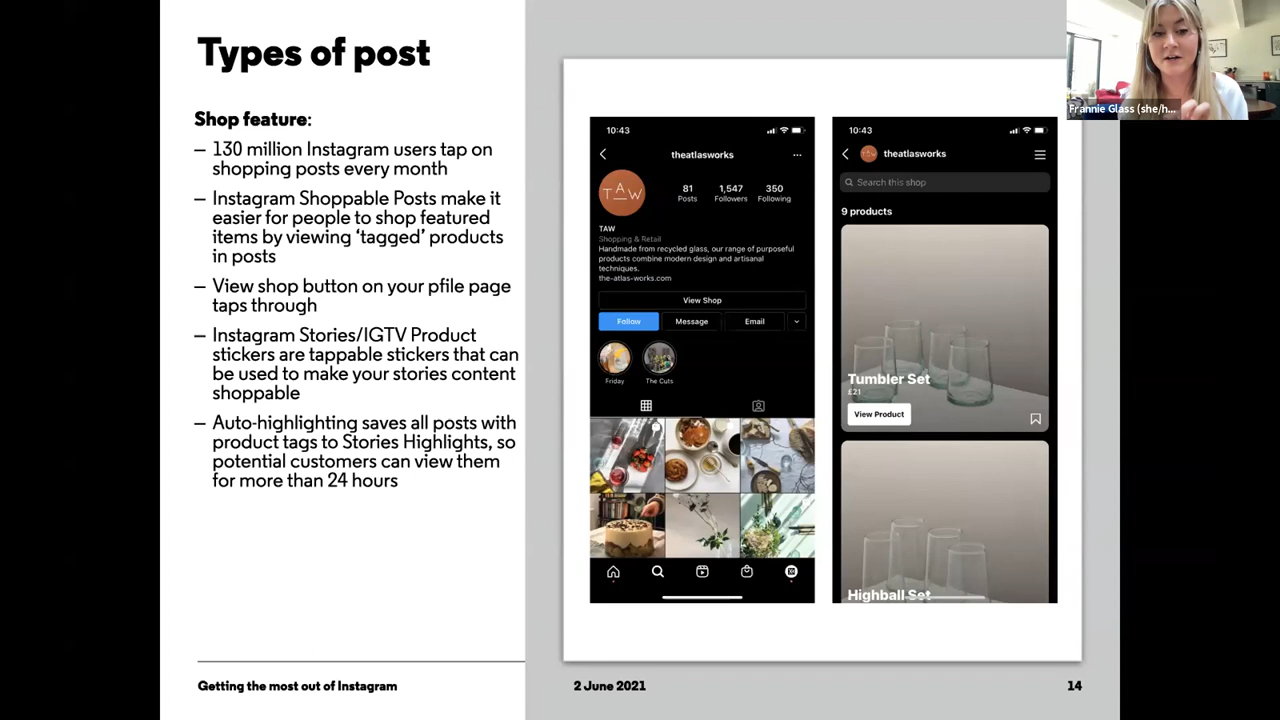 Types of post
Shop feature:
– 130 million Instagram users tap on
shopping posts every month
– Instagram Shoppable Posts make it
easier for people to shop featured
items by viewing ‘tagged’ products
in posts
– View shop button on your pfile page
taps through
– Instagram Stories/IGTV Product
stickers are tappable stickers that can
be used to make your stories content
shoppable
– Auto-highlighting saves all posts with
product tags to Stories Highlights, so
potential customers can view them
for more than 24 hours
10:43
theatlasworks
TAW
81
Posts
1,547
Followers
350
Following
TAW
Shopping & Retail
Handmade from recycled glass, our range of purposeful
products combine modern design and artisanal
techniques.
the-atlas-works.com
View Shop
Follow
Message
Email
Friday
The Cuts
10:43
TAW
theatlasworks
Search this shop
9 products
Tumbler Set
£21
View Product
Highball Set
Frannie Glass (she/h...
Getting the most out of Instagram
2 June 2021
14